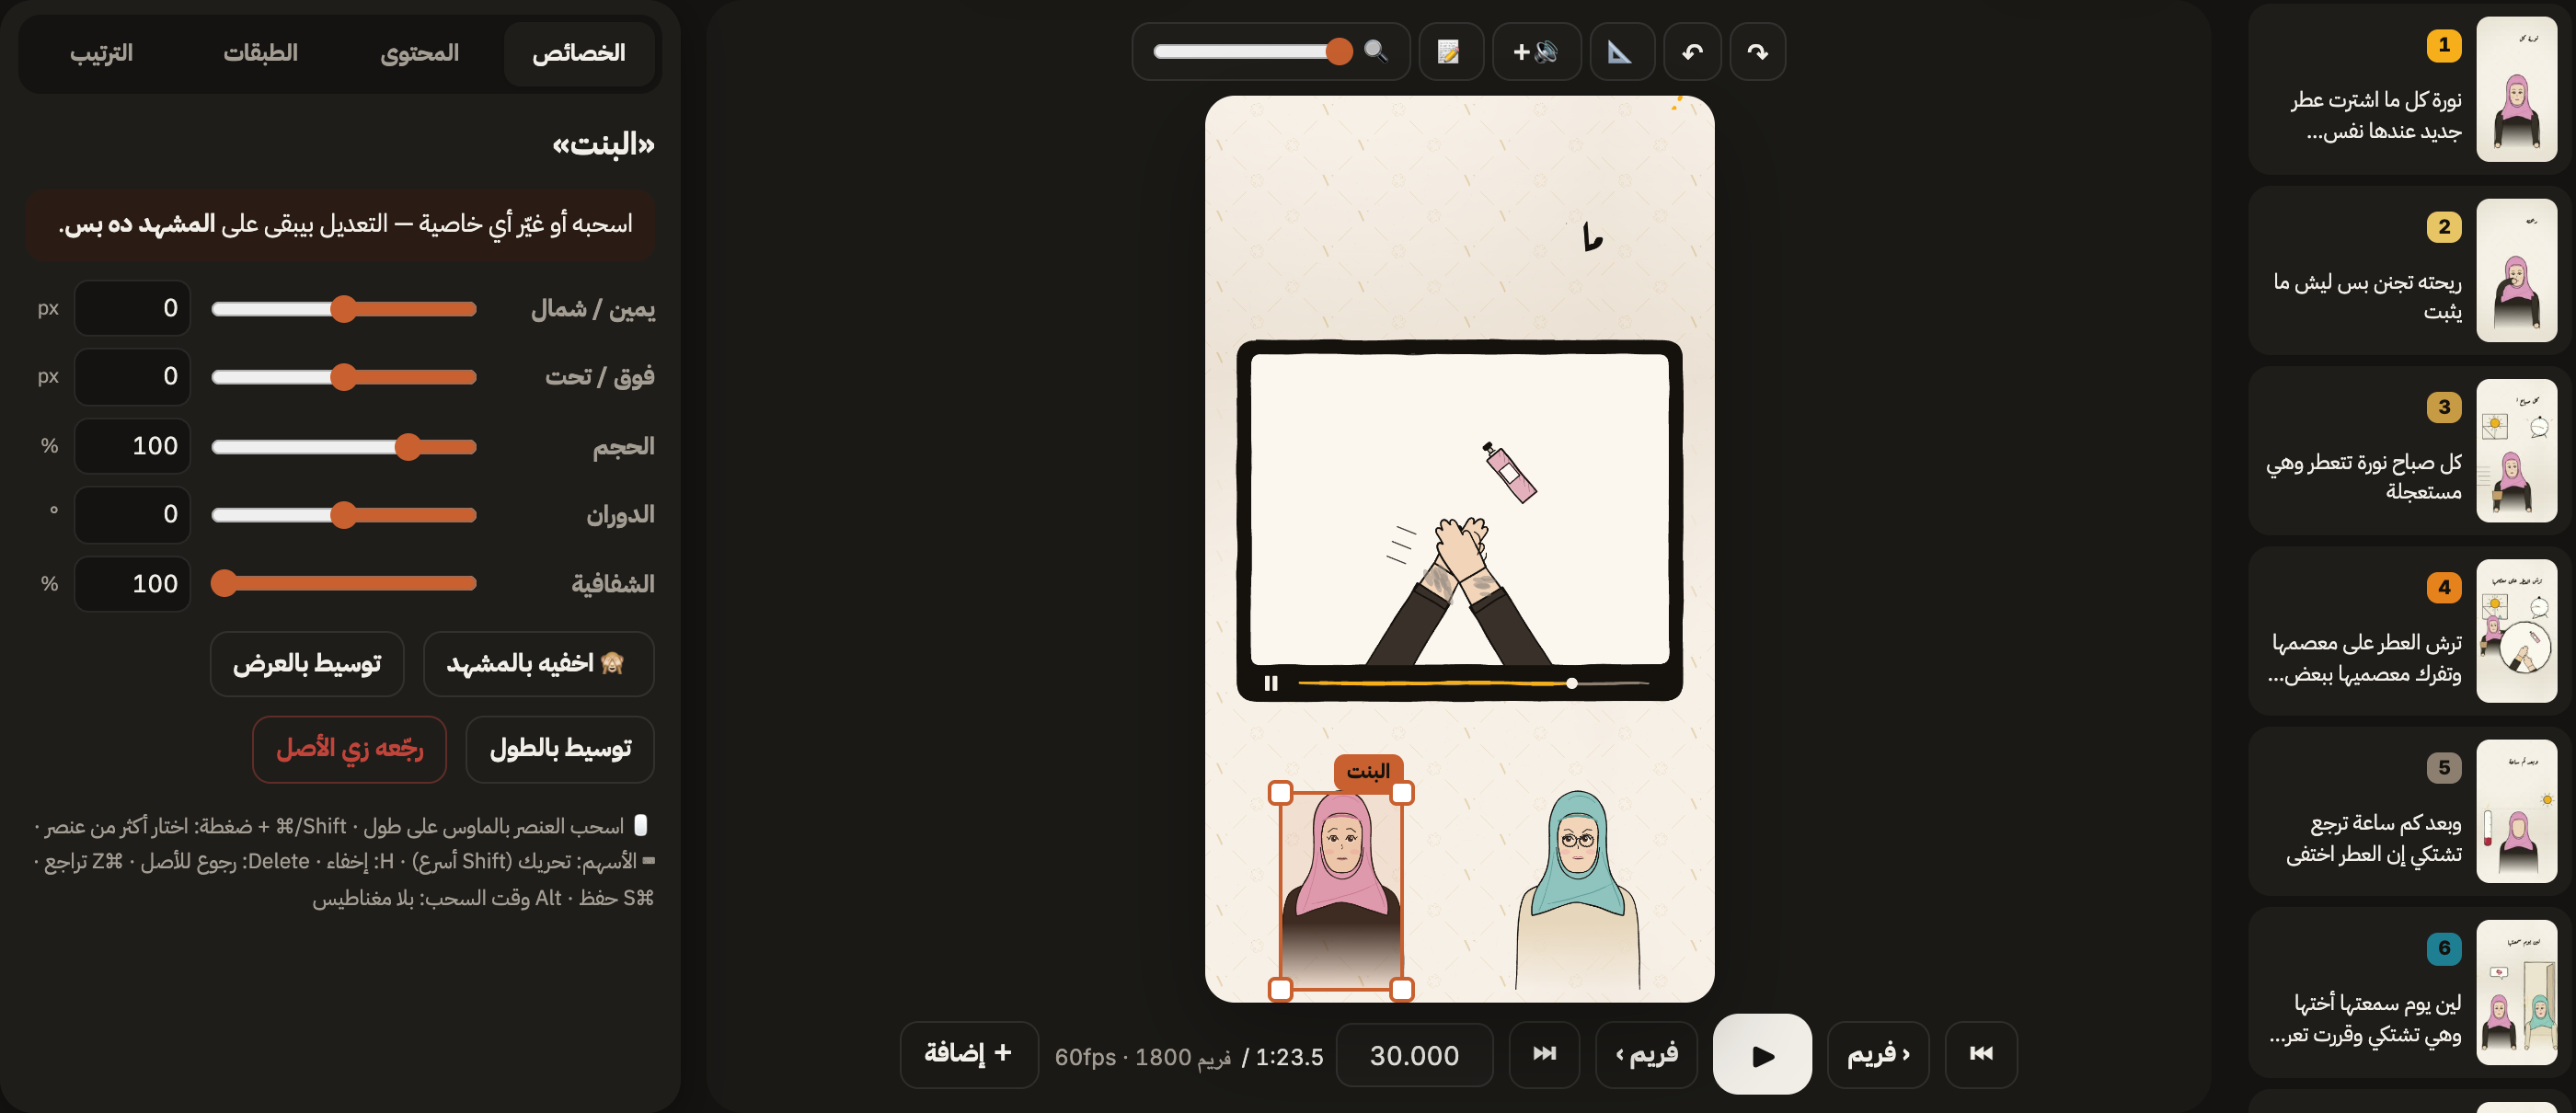 1
نورة كل ما اشترت عطر
جديد عندها نفس...
2
ريحته تجنن بس ليش ما
يثبت
3
كل صباح نورة تتعطر وهي
مستعجلة
4
ترش العطر على معصمها
وتفرك معصميها ببعض...
5
وبعد كم ساعة ترجع
تشتكي إن العطر اختفى
6
لين يوم سمعتها أختها
وهي تشتكي وقررت تعر...
ما
البنت
‹ فريم
فريم ›
30.000
/ 1:23.5
1800 فريم · 60fps
+ إضافة
الخصائص
المحتوى
الطبقات
الترتيب
«البنت»
اسحبه أو غيّر أي خاصية — التعديل بيبقى على المشهد ده بس.
يمين / شمال
0
px
فوق / تحت
0
px
الحجم
100
%
الدوران
0
°
الشفافية
100
%
اخفيه بالمشهد
توسيط بالعرض
توسيط بالطول
رجّعه زي الأصل
اسحب العنصر بالماوس على طول · Shift/⌘ + ضغطة: اختار أكثر من عنصر ·
الأسهم: تحريك (Shift أسرع) · H: إخفاء · Delete: رجوع للأصل · ⌘Z تراجع ·
⌘S حفظ · Alt وقت السحب: بلا مغناطيس